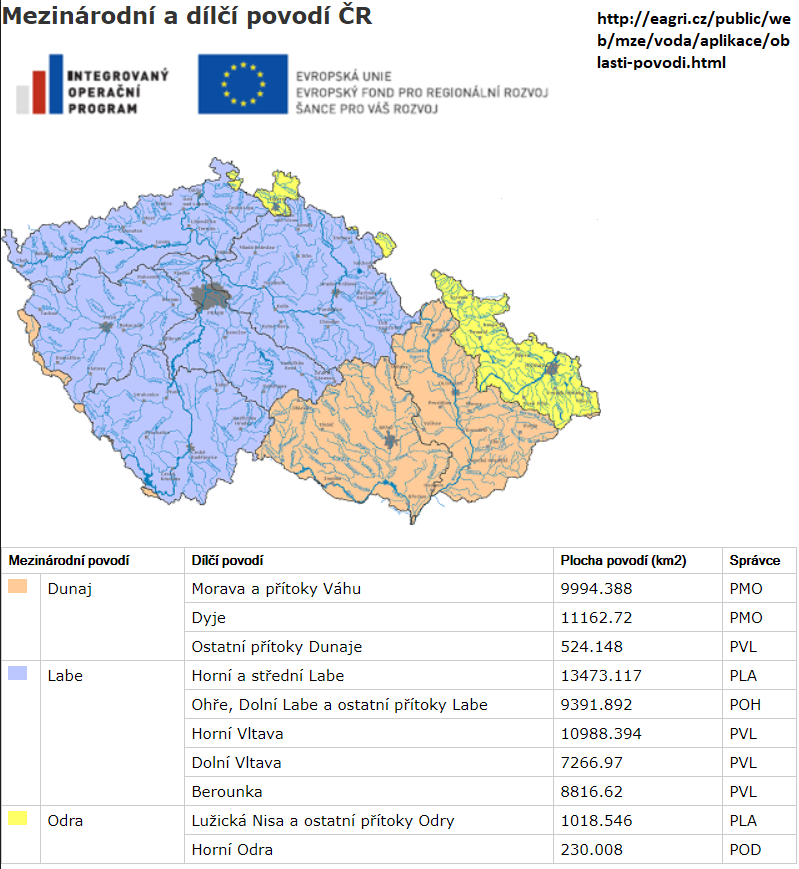 Mezinárodní a dílčí povodí ČR
http://eagri.cz/public/we
b/mze/voda/aplikace/ob
lasti-povodi.html
INTEGROVANÝ
OPERAČNÍ
PROGRAM
EVROPSKÁ UNIE
EVROPSKÝ FOND PRO REGIONÁLNÍ ROZVOJ
ŠANCE PRO VÁŠ ROZVOJ
Mezinárodní povodí Dílčí povodí Plocha povodí (km2) Správce
Dunaj Morava a přítoky Váhu 9994.388 PMO
Dyje 11162.72 PMO
Ostatní přítoky Dunaje 524.148 PVL
Labe Horní a střední Labe 13473.117 PLA
Ohře, Dolní Labe a ostatní přítoky Labe 9391.892 POH
Horní Vltava 10988.394 PVL
Dolní Vltava 7266.97 PVL
Berounka 8816.62 PVL
Odra Lužická Nisa a ostatní přítoky Odry 1018.546 PLA
Horní Odra 230.008 POD